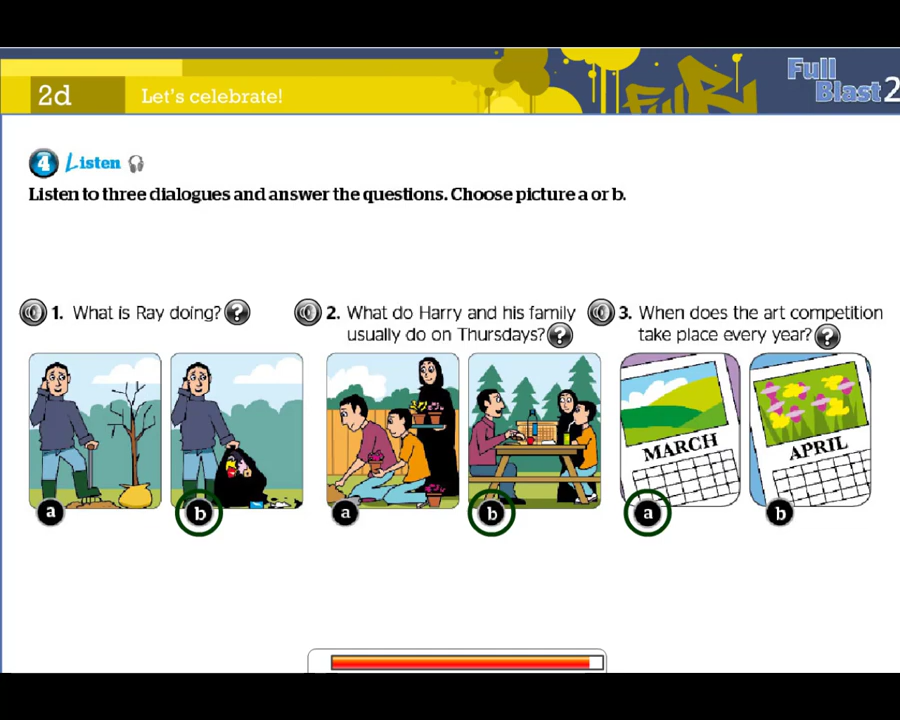 2d
Let's celebrate!
Full
Blast 2
4 Listen
Listen to three dialogues and answer the questions. Choose picture a or b.
1. What is Ray doing? ?
a
b
2. What do Harry and his family
usually do on Thursdays? ?
a
b
3. When does the art competition
take place every year? ?
MARCH
APRIL
a
b